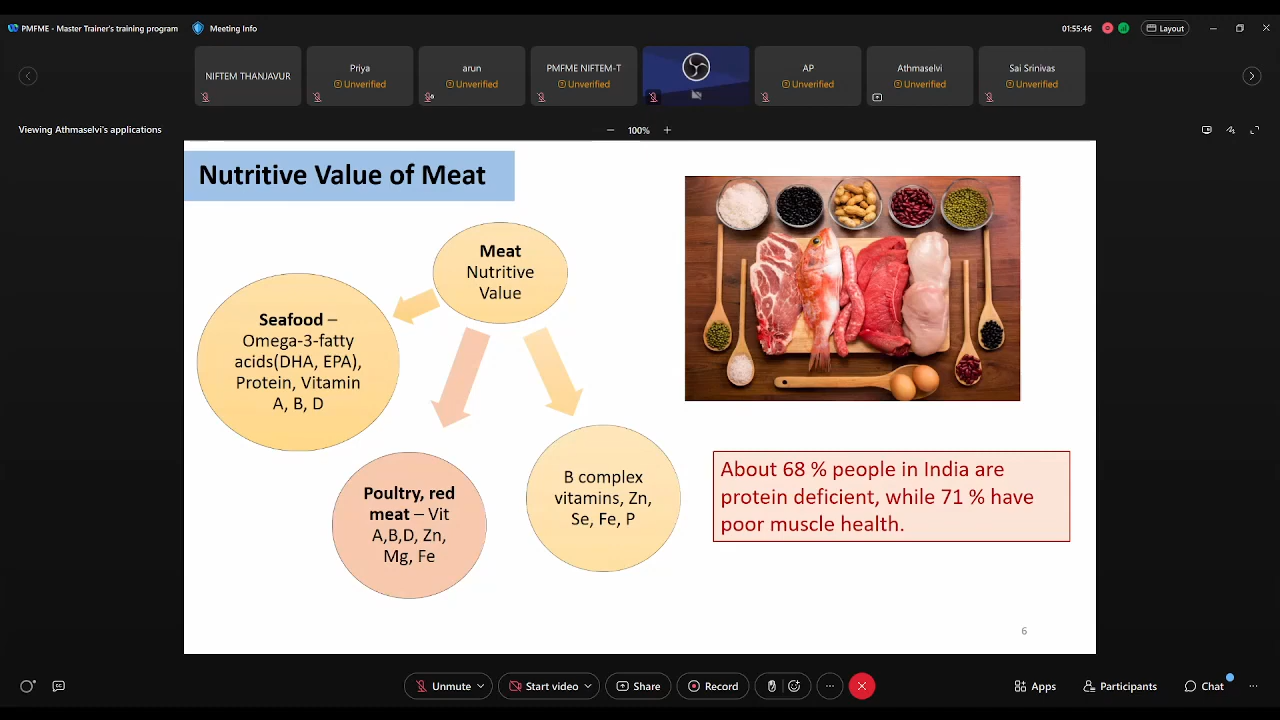 PMFME - Master Trainer's training program
Meeting Info
01:55:46
Layout
NIFTEM THANJAVUR
Priya
Unverified
arun
Unverified
PMFME NIFTEM-T
Unverified
AP
Unverified
Athmaselvi
Unverified
Sai Srinivas
Unverified
Viewing Athmaselvi's applications
100%
Nutritive Value of Meat
Meat
Nutritive
Value
Seafood –
Omega-3-fatty
acids(DHA, EPA),
Protein, Vitamin
A, B, D
Poultry, red
meat – Vit
A,B,D, Zn,
Mg, Fe
B complex
vitamins, Zn,
Se, Fe, P
About 68 % people in India are
protein deficient, while 71 % have
poor muscle health.
6
Unmute
Start video
Share
Record
Apps
Participants
Chat